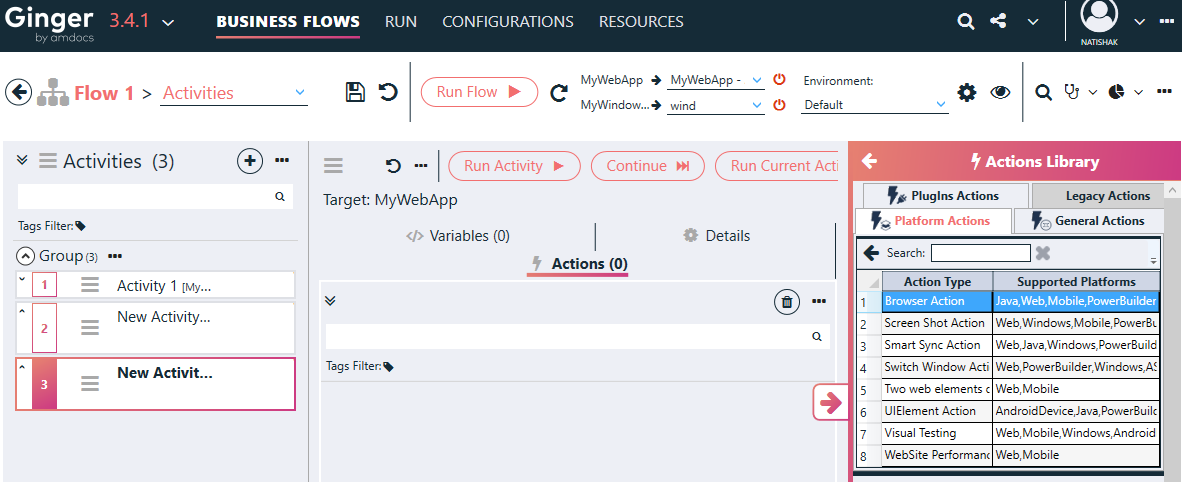 Ginger 3.4.1 BUSINESS FLOWS RUN CONFIGURATIONS RESOURCES
by amdocs
NATISHAK
Flow 1 > Activities
Run Flow
MyWebApp MyWebApp -
MyWindow... wind
Environment:
Default
Activities (3)
Tags Filter:
Group (3)
1 Activity 1 [My...
2 New Activity...
3 New Activit...
Run Activity Continue Run Current Acti
Target: MyWebApp
Variables (0) Details
Actions (0)
Tags Filter:
Actions Library
PlugIns Actions Legacy Actions
Platform Actions General Actions
Search:
Action Type Supported Platforms
1 Browser Action Java,Web,Mobile,PowerBuilder
2 Screen Shot Action Web,Windows,Mobile,PowerBu
3 Smart Sync Action Web,Java,Windows,PowerBuild
4 Switch Window Acti Web,PowerBuilder,Windows,AS
5 Two web elements c Web,Mobile
6 UIElement Action AndroidDevice,Java,PowerBuilc
7 Visual Testing Web,Mobile,Windows,Android
8 WebSite Performanc Web,Mobile